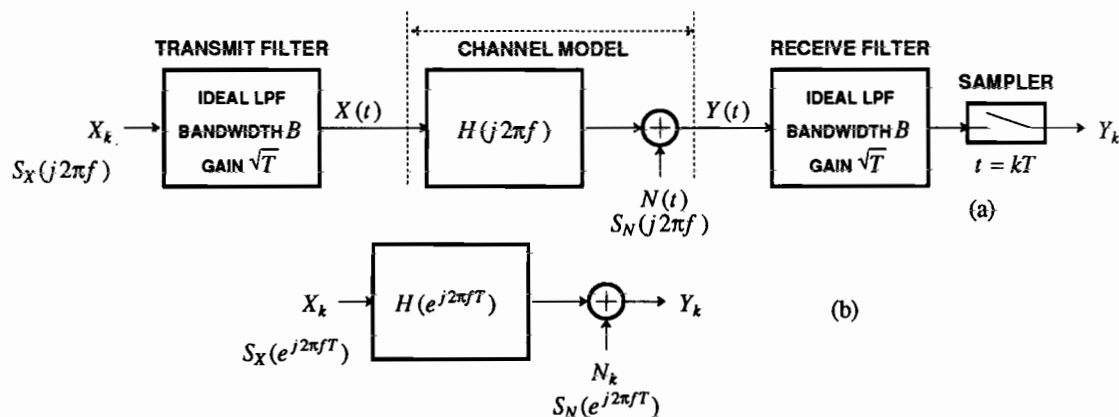 TRANSMIT FILTER
CHANNEL MODEL
RECEIVE FILTER
SAMPLER
IDEAL LPF
BANDWIDTH B
GAIN √T
X_k
S_X(j2πf)
X(t)
H(j2πf)
+
Y(t)
IDEAL LPF
BANDWIDTH B
GAIN √T
Y_k
t = kT
N(t)
S_N(j2πf)
(a)
X_k
S_X(e^{j2πfT})
H(e^{j2πfT})
+
Y_k
(b)
N_k
S_N(e^{j2πfT})